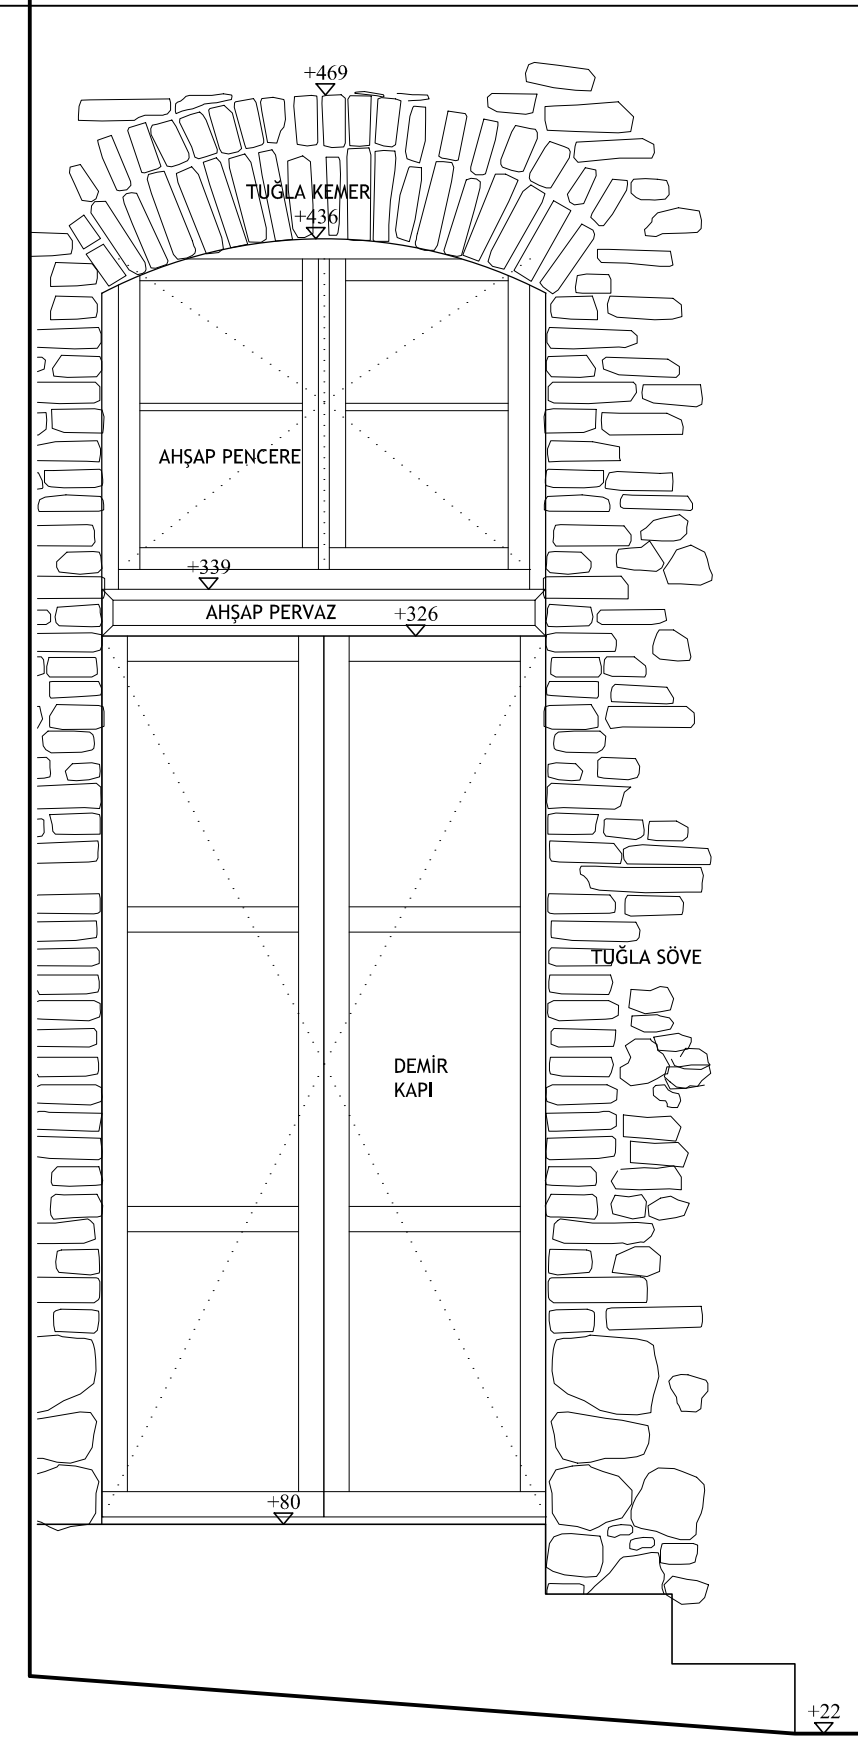 +469
TUĞLA KEMER
+436
AHŞAP PENCERE
+339
AHŞAP PERVAZ
+326
TUĞLA SÖVE
DEMİR
KAPI
+80
+22